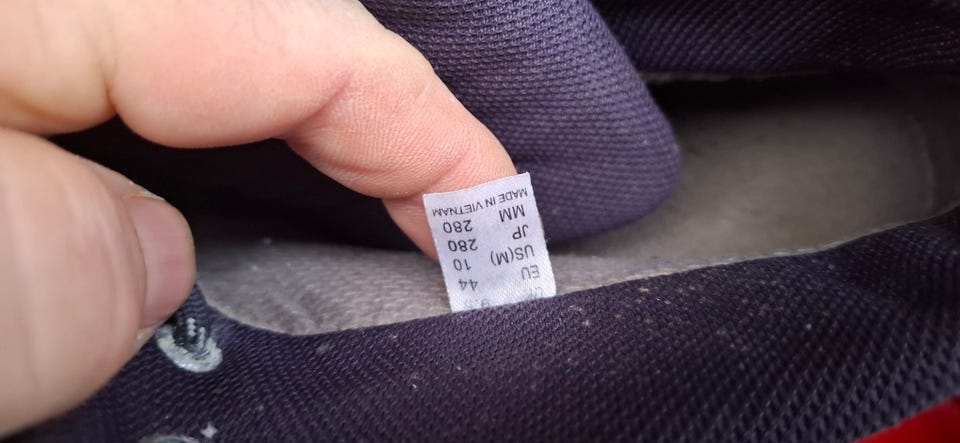 EU 44
US(M) 10
JP 280
MM 280
MADE IN VIETNAM